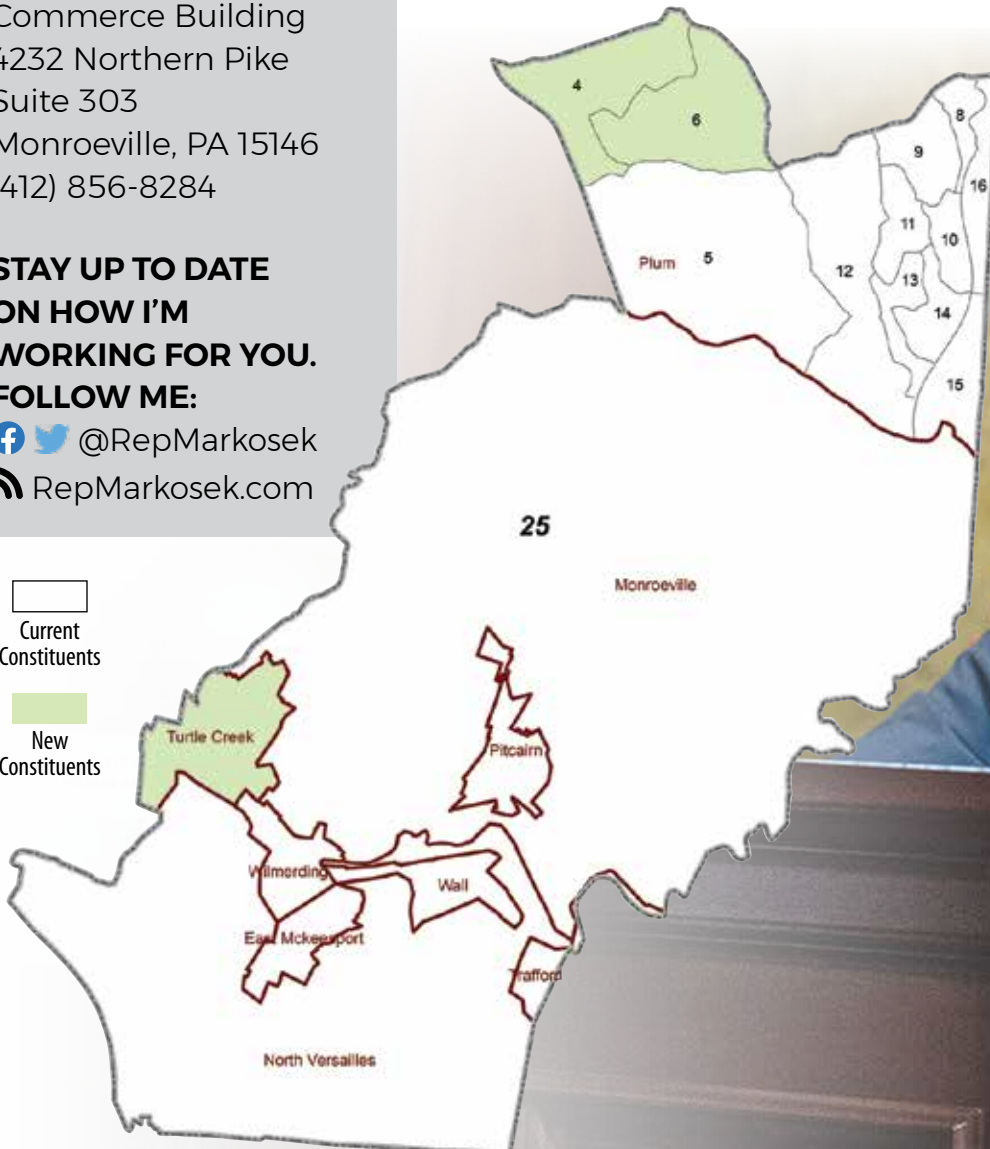 Commerce Building
4232 Northern Pike
Suite 303
Monroeville, PA 15146
(412) 856-8284
STAY UP TO DATE
ON HOW I’M
WORKING FOR YOU.
FOLLOW ME:
@RepMarkosek
RepMarkosek.com
Current
Constituents
New
Constituents
4
6
8
9
16
11
10
Plum 5
12
13
14
15
25
Monroeville
Turtle Creek
Pitcairn
Wilmerding
Wall
East Mckeesport
Trafford
North Versailles